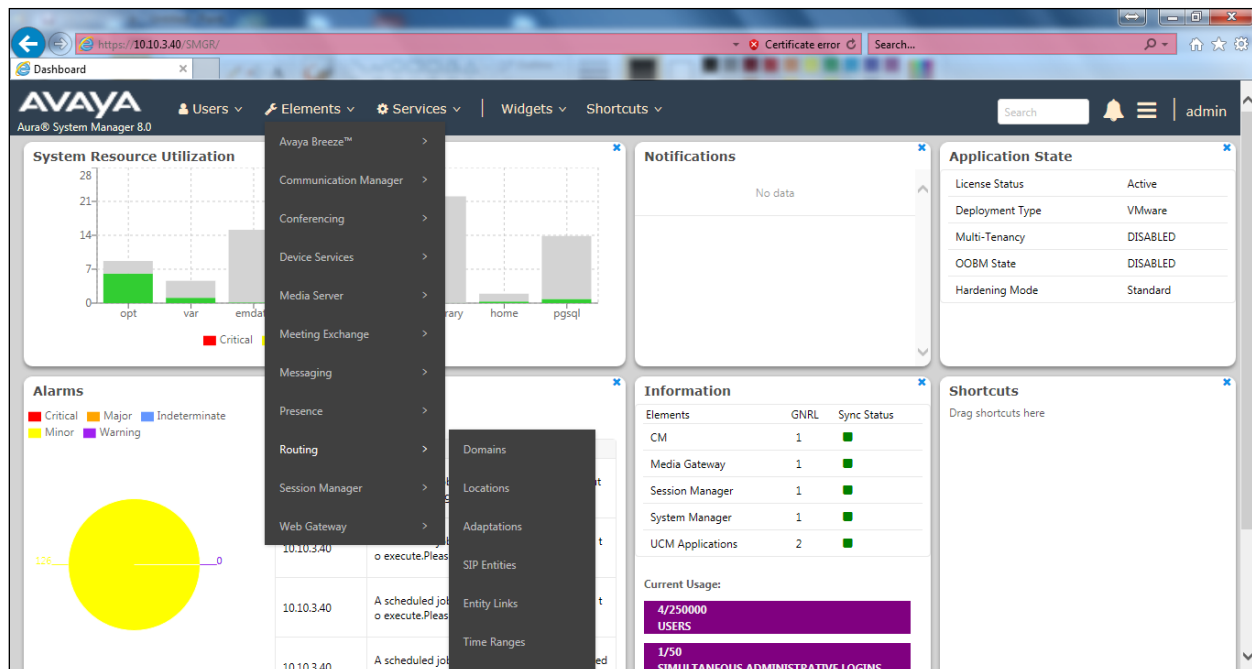 https://10.10.3.40/SMGR/
Certificate error
Search...
Dashboard
AVAYA
Aura® System Manager 8.0
Users
Elements
Services
Widgets
Shortcuts
Search
admin
System Resource Utilization
28
21
14
7
0
opt
var
emdat
rary
home
pgsql
Critical
Avaya Breeze™
Communication Manager
Conferencing
Device Services
Media Server
Meeting Exchange
Messaging
Presence
Routing
Session Manager
Web Gateway
Domains
Locations
Adaptations
SIP Entities
Entity Links
Time Ranges
Notifications
No data
Application State
License Status Active
Deployment Type VMware
Multi-Tenancy DISABLED
OOBM State DISABLED
Hardening Mode Standard
Alarms
Critical Major Indeterminate
Minor Warning
0
10.10.3.40
o execute.Pleas
10.10.3.40
A scheduled jol
o execute.Pleas
10.10.3.40
A scheduled jol
ed
Information
Elements GNRL Sync Status
CM 1
Media Gateway 1
Session Manager 1
System Manager 1
UCM Applications 2
Current Usage:
4/250000
USERS
1/50
SIMULTANEOUS ADMINISTRATIVE LOGINS
Shortcuts
Drag shortcuts here